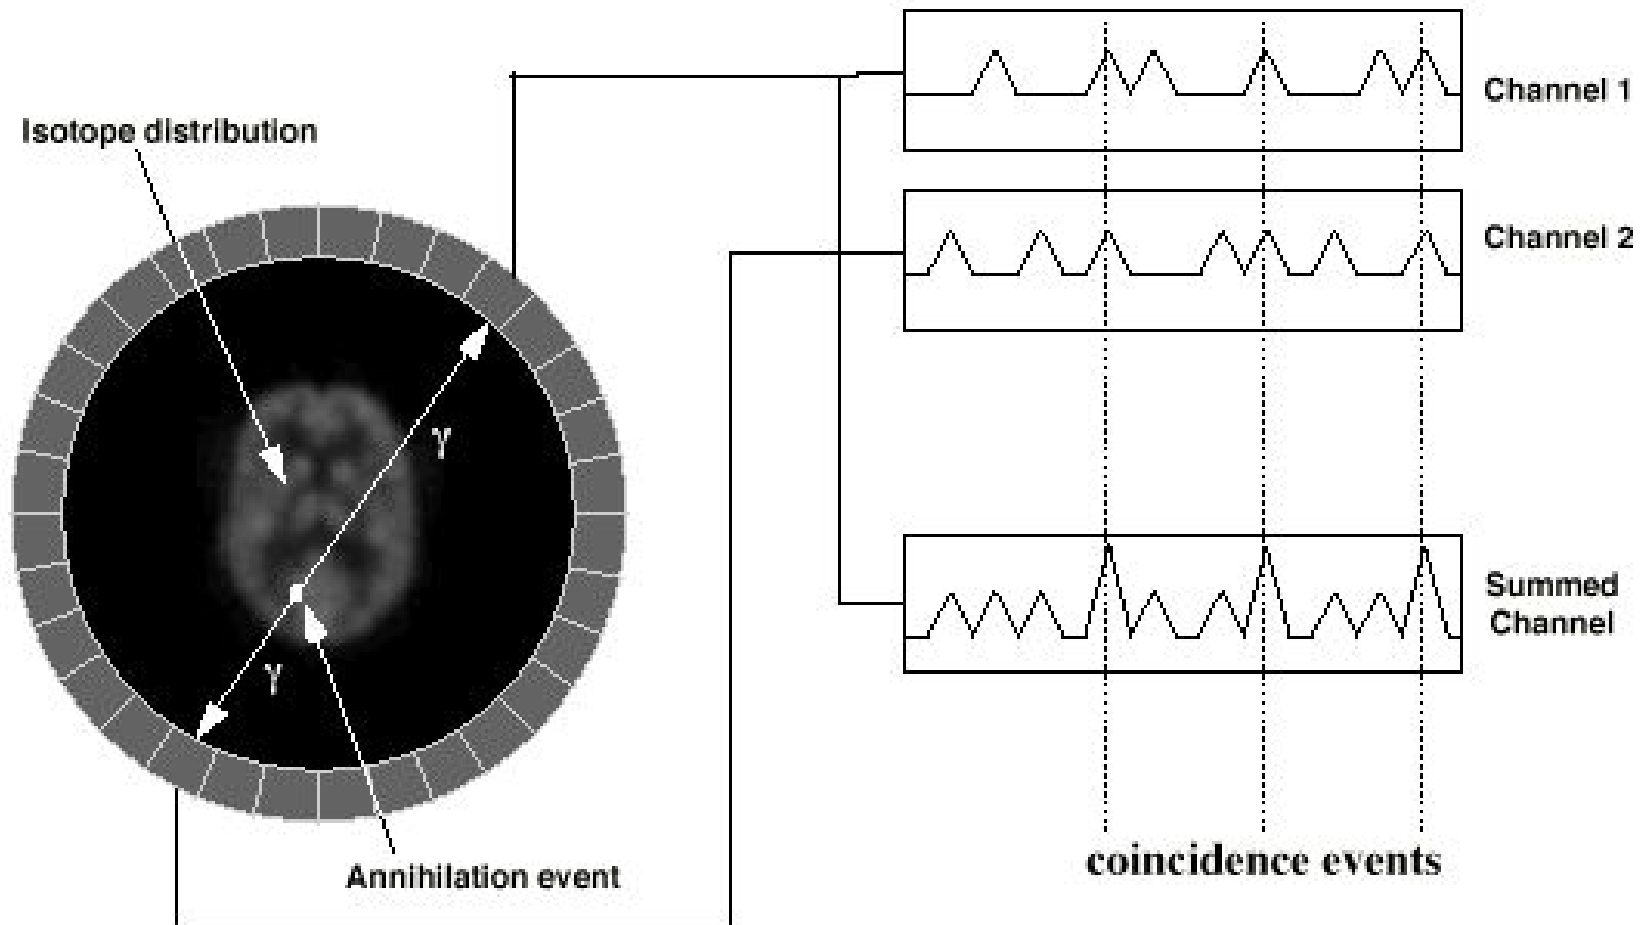 Isotope distribution
γ
γ
Annihilation event
Channel 1
Channel 2
Summed
Channel
coincidence events